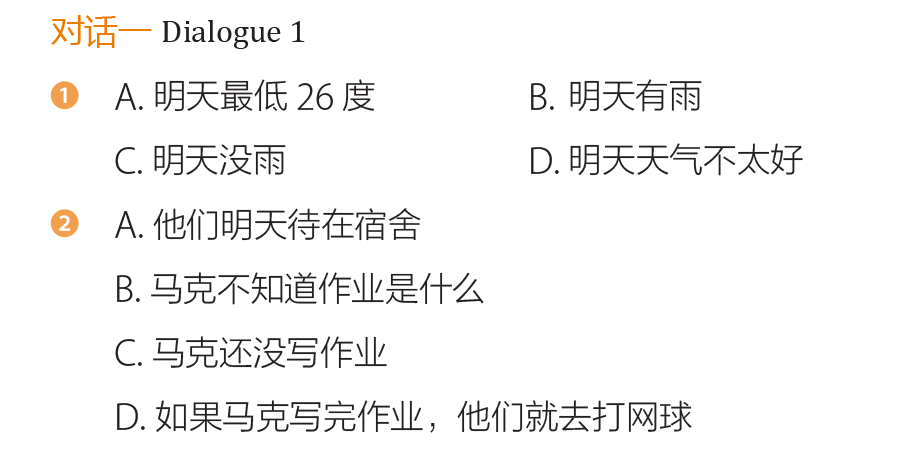 对话一 Dialogue 1
1 A. 明天最低 26 度 B. 明天有雨
C. 明天没雨 D. 明天天气不太好
2 A. 他们明天待在宿舍
B. 马克不知道作业是什么
C. 马克还没写作业
D. 如果马克写完作业，他们就去打网球